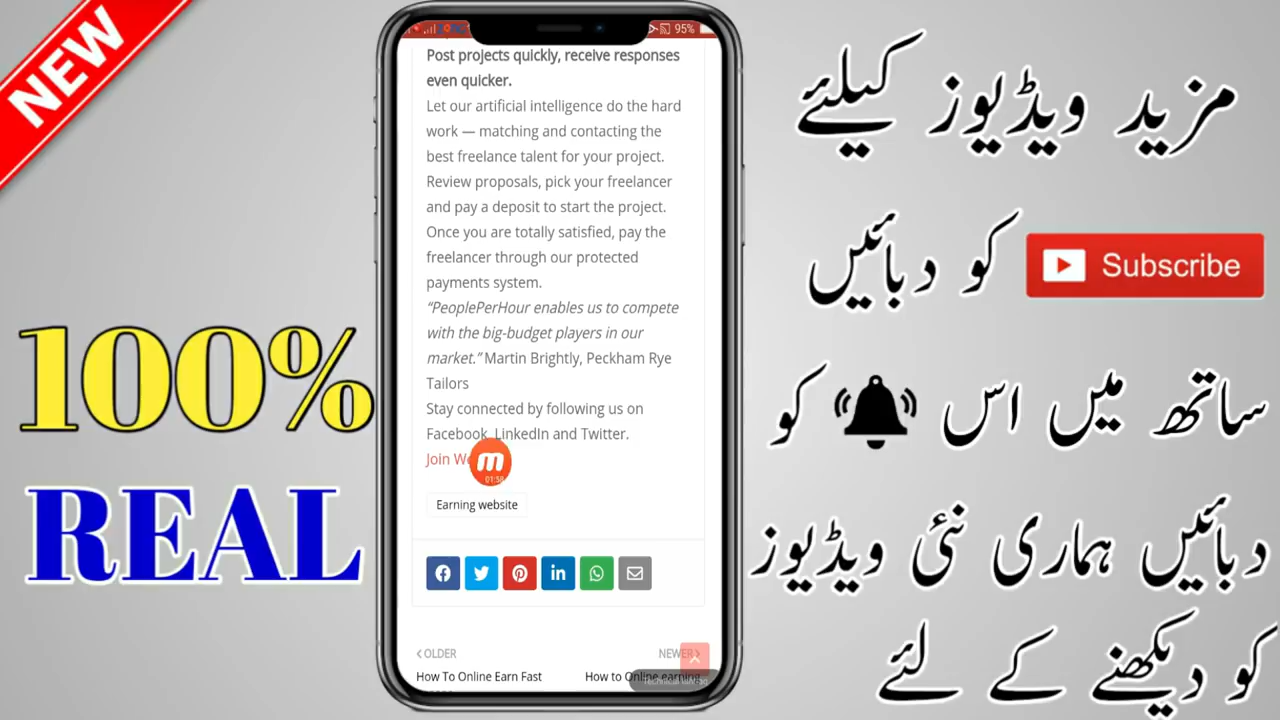 NEW
100%
REAL
95%
Post projects quickly, receive responses
even quicker.
Let our artificial intelligence do the hard
work — matching and contacting the
best freelance talent for your project.
Review proposals, pick your freelancer
and pay a deposit to start the project.
Once you are totally satisfied, pay the
freelancer through our protected
payments system.
“PeoplePerHour enables us to compete
with the big-budget players in our
market.” Martin Brightly, Peckham Rye
Tailors
Stay connected by following us on
Facebook, LinkedIn and Twitter.
Join
01:58
Earning website
OLDER
NEWER
How To Online Earn Fast
How to Online earning
Technical
مزید ویڈیوز کیلئے
Subscribe کو دبائیں
ساتھ میں اس کو
دبائیں ہماری نئی ویڈیوز
کو دیکھنے کے لئے